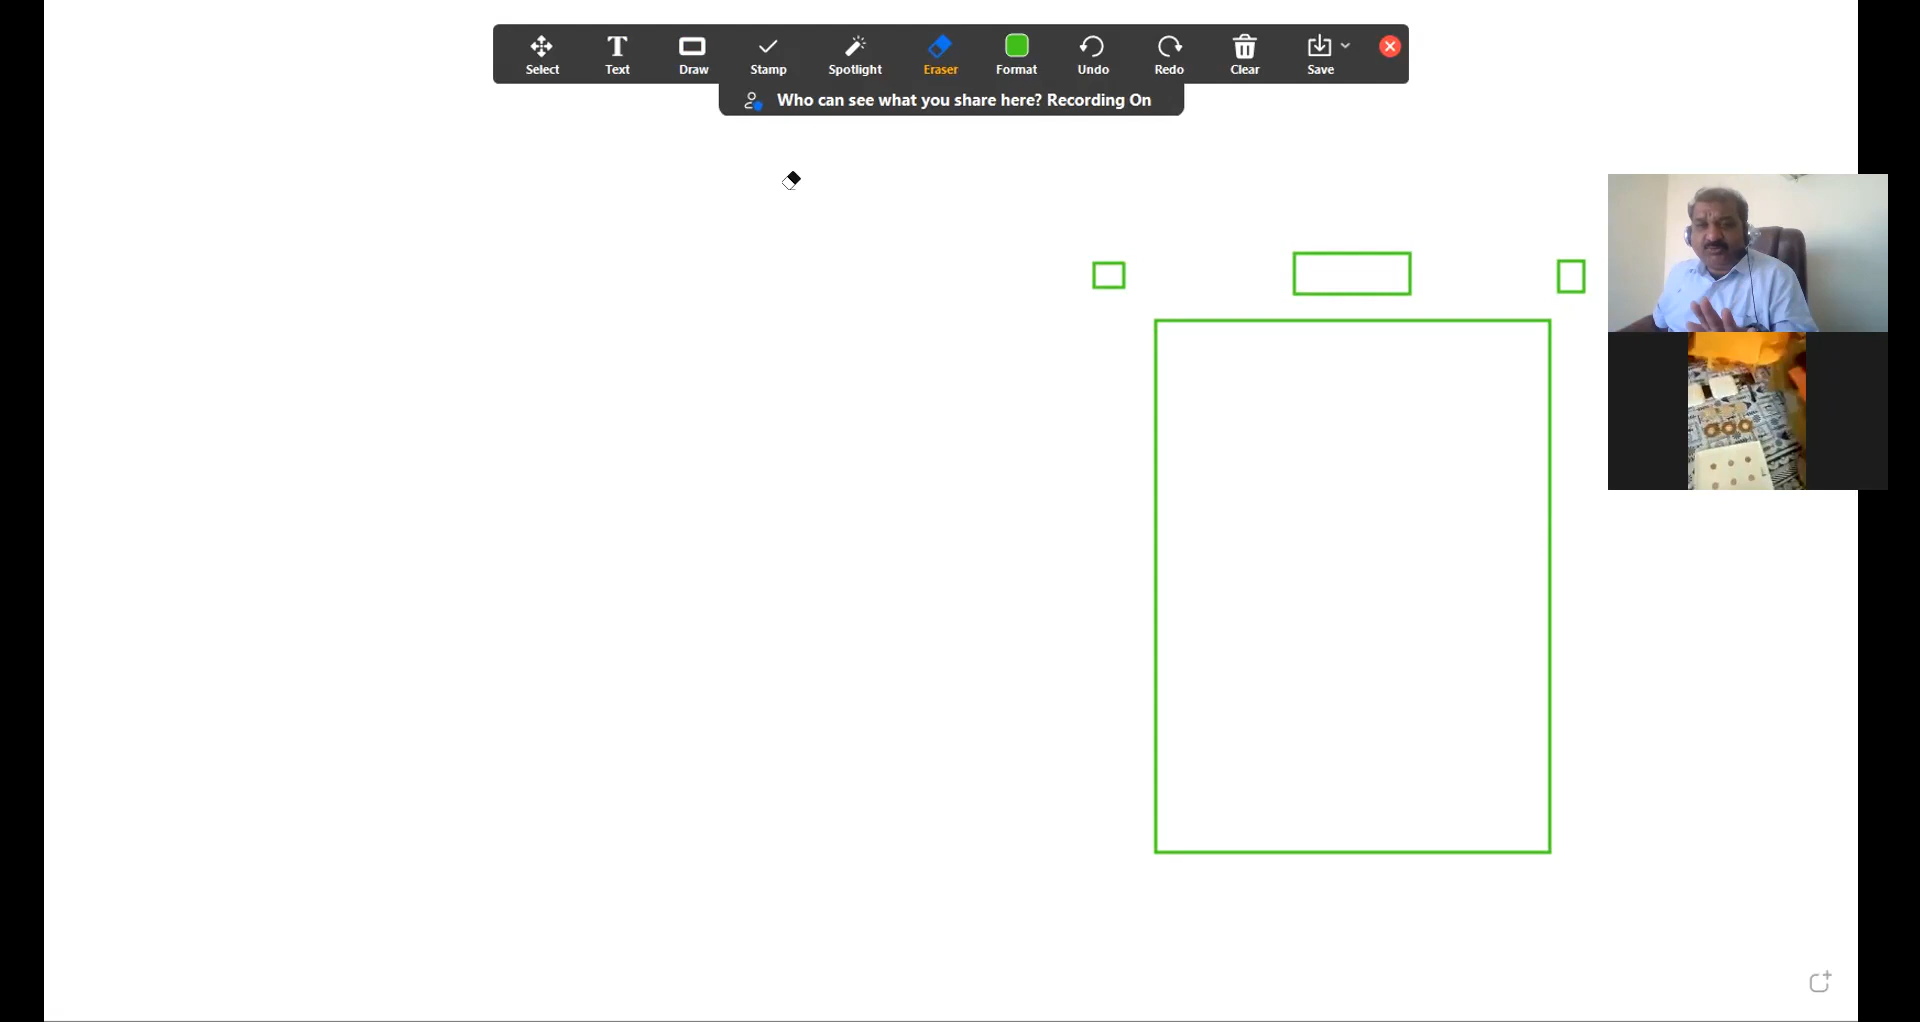 Select Text Draw Stamp Spotlight Eraser Format Undo Redo Clear Save
Who can see what you share here? Recording On